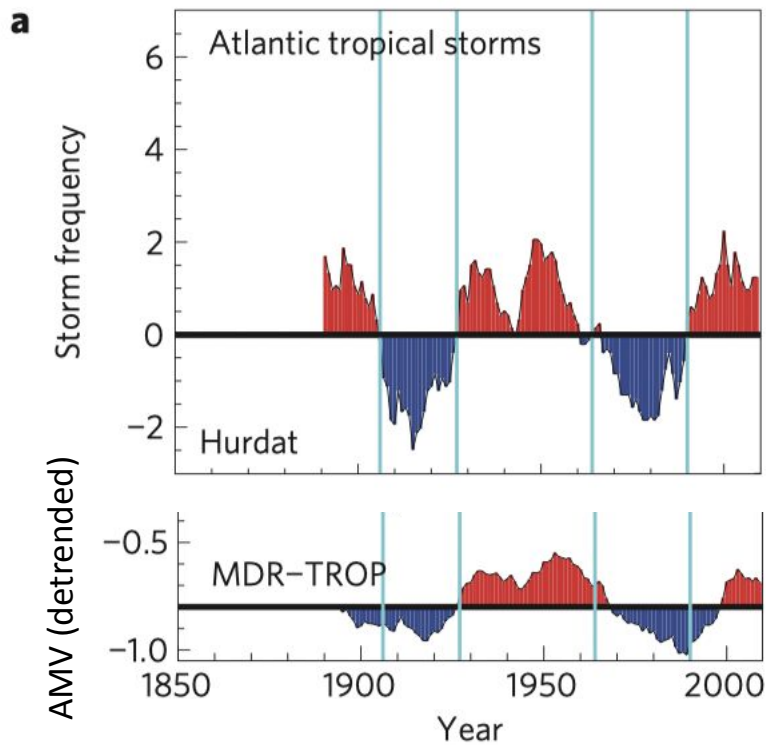 a
Atlantic tropical storms
Storm frequency
6
4
2
0
−2
Hurdat
AMV (detrended)
−0.5
MDR−TROP
−1.0
1850 1900 1950 2000
Year